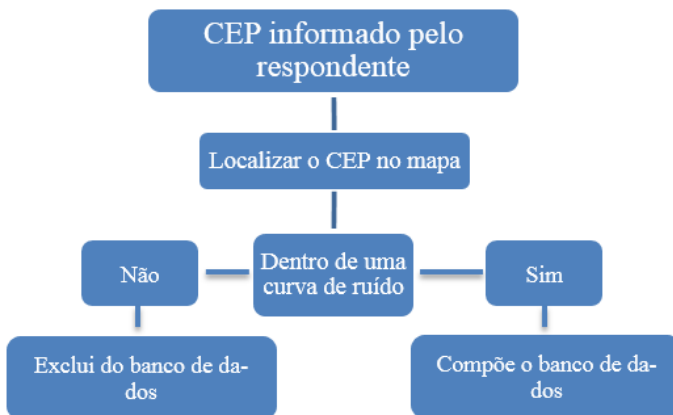 CEP informado pelo
respondente
Localizar o CEP no mapa
Não
Dentro de uma
curva de ruído
Sim
Exclui do banco de da-
dos
Compõe o banco de da-
dos